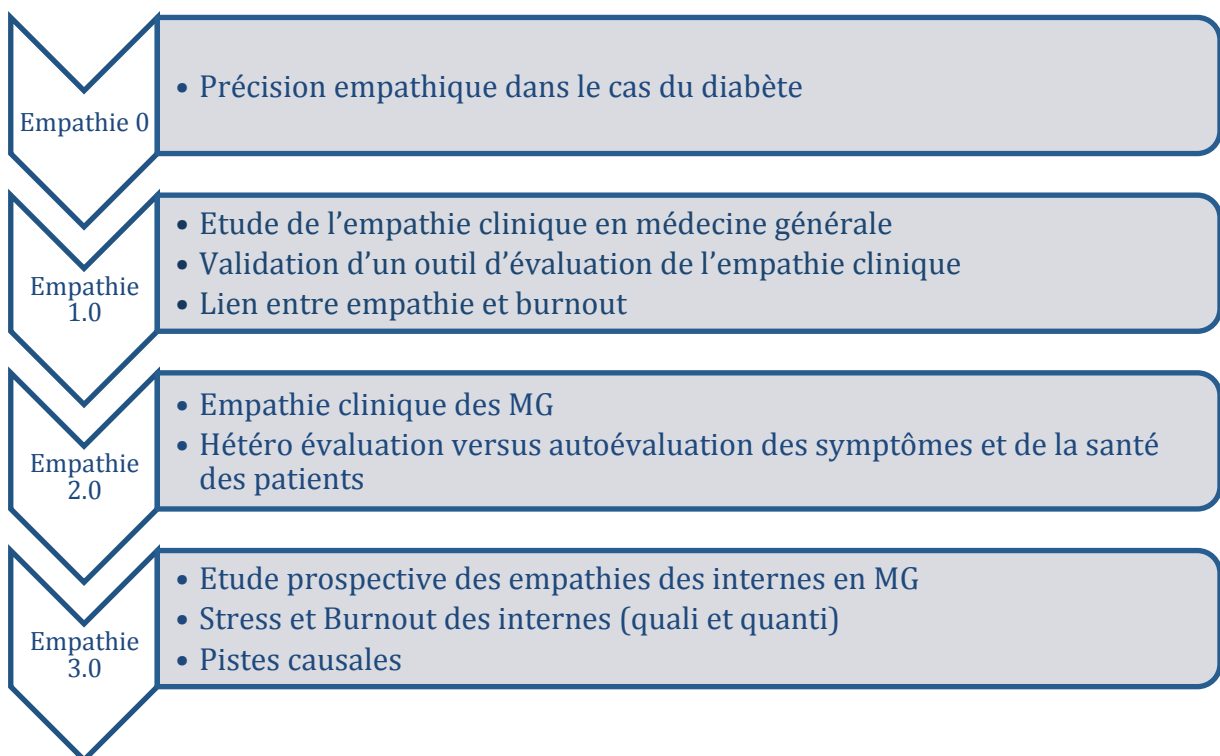 Empathie 0
• Précision empathique dans le cas du diabète
Empathie
1.0
• Etude de l’empathie clinique en médecine générale
• Validation d’un outil d’évaluation de l’empathie clinique
• Lien entre empathie et burnout
Empathie
2.0
• Empathie clinique des MG
• Hétéro évaluation versus autoévaluation des symptômes et de la santé
des patients
Empathie
3.0
• Etude prospective des empathies des internes en MG
• Stress et Burnout des internes (quali et quanti)
• Pistes causales